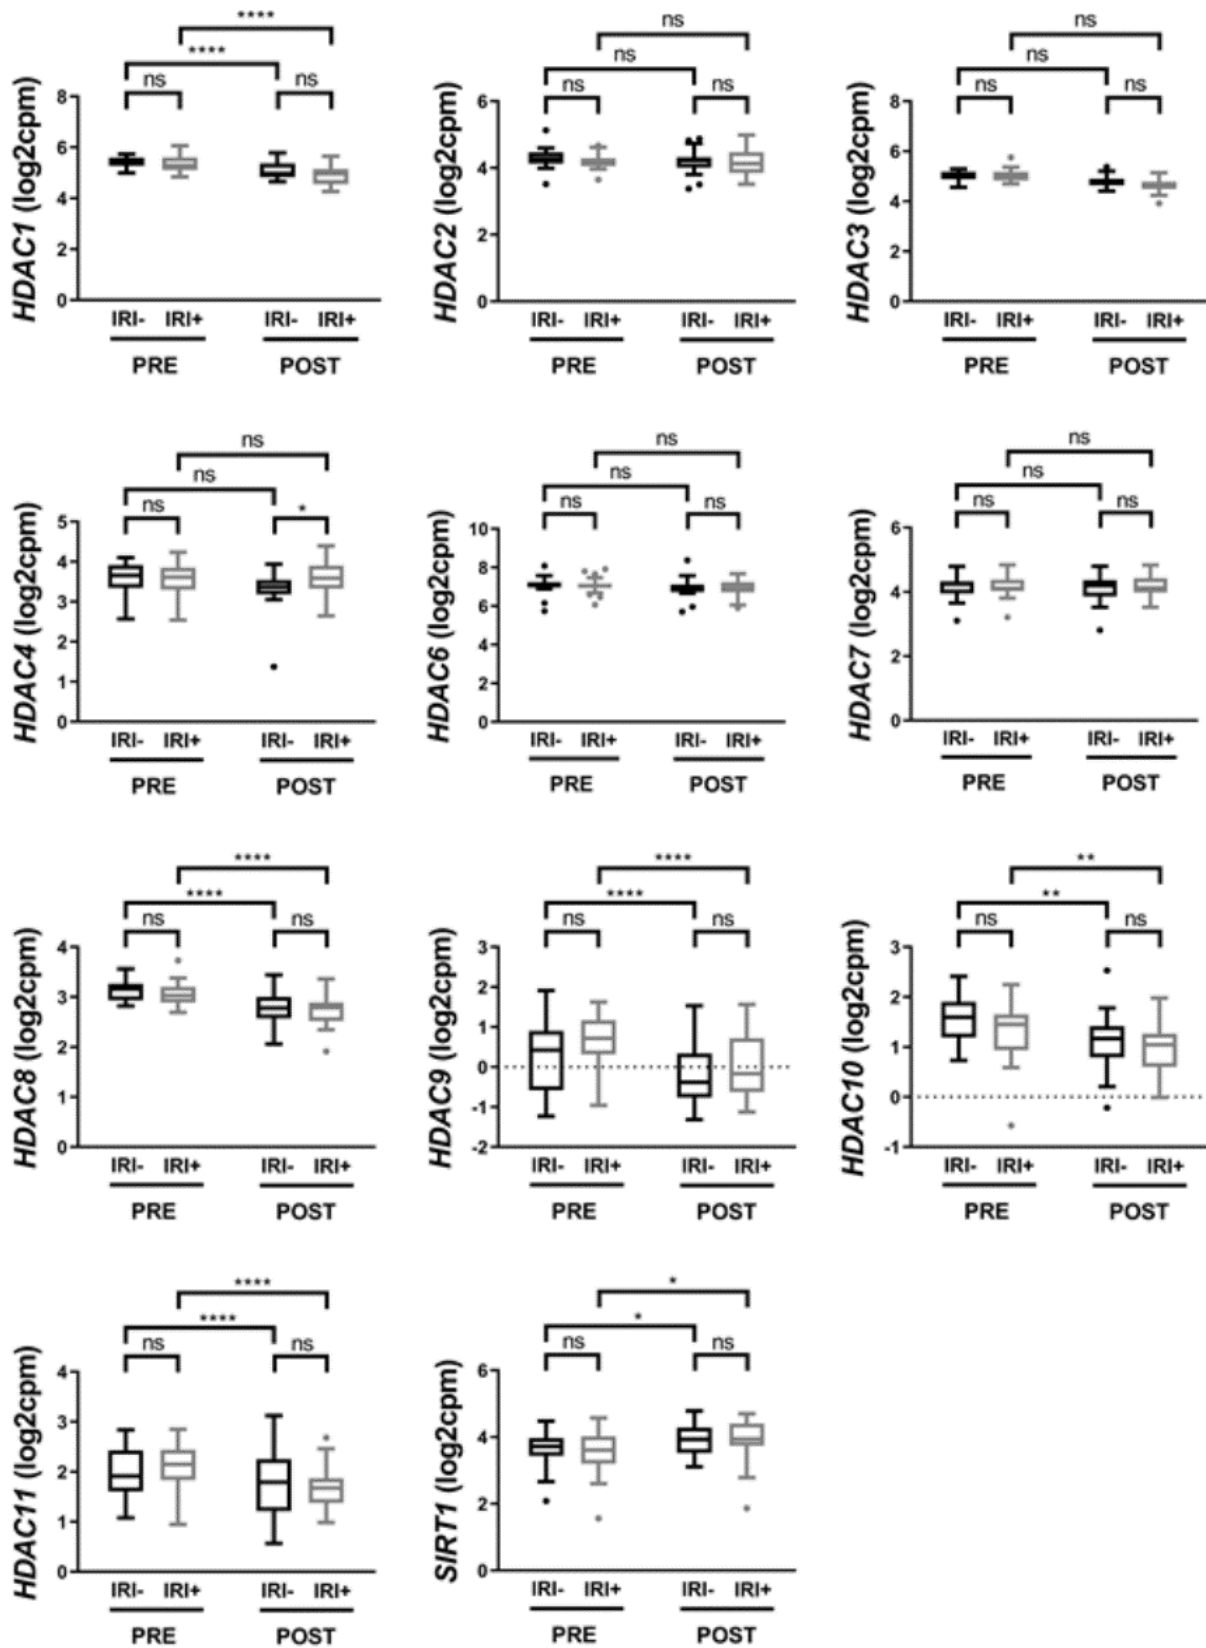 **** ns ns
**** ns ns
ns ns ns ns ns ns
HDAC1 (log2cpm) HDAC2 (log2cpm) HDAC3 (log2cpm)
8 6 8
6 4 6
4 2 4
2 0 2
0 0
IRI- IRI+ IRI- IRI+ IRI- IRI+ IRI- IRI+ IRI- IRI+ IRI- IRI+
PRE POST PRE POST PRE POST
ns ns ns
ns ns ns
ns * ns ns ns ns
HDAC4 (log2cpm) HDAC6 (log2cpm) HDAC7 (log2cpm)
5 10 6
4 8 4
3 6 2
2 4 0
1 2
0 0
IRI- IRI+ IRI- IRI+ IRI- IRI+ IRI- IRI+ IRI- IRI+ IRI- IRI+
PRE POST PRE POST PRE POST
**** **** **
**** **** **
ns ns ns ns ns ns
HDAC8 (log2cpm) HDAC9 (log2cpm) HDAC10 (log2cpm)
4 3 3
3 2 2
2 1 1
1 0 0
0 -1 -1
-2
IRI- IRI+ IRI- IRI+ IRI- IRI+ IRI- IRI+ IRI- IRI+ IRI- IRI+
PRE POST PRE POST PRE POST
**** *
**** *
ns ns ns ns
HDAC11 (log2cpm) SIRT1 (log2cpm)
4 6
3 4
2 2
1 0
0
IRI- IRI+ IRI- IRI+ IRI- IRI+ IRI- IRI+
PRE POST PRE POST